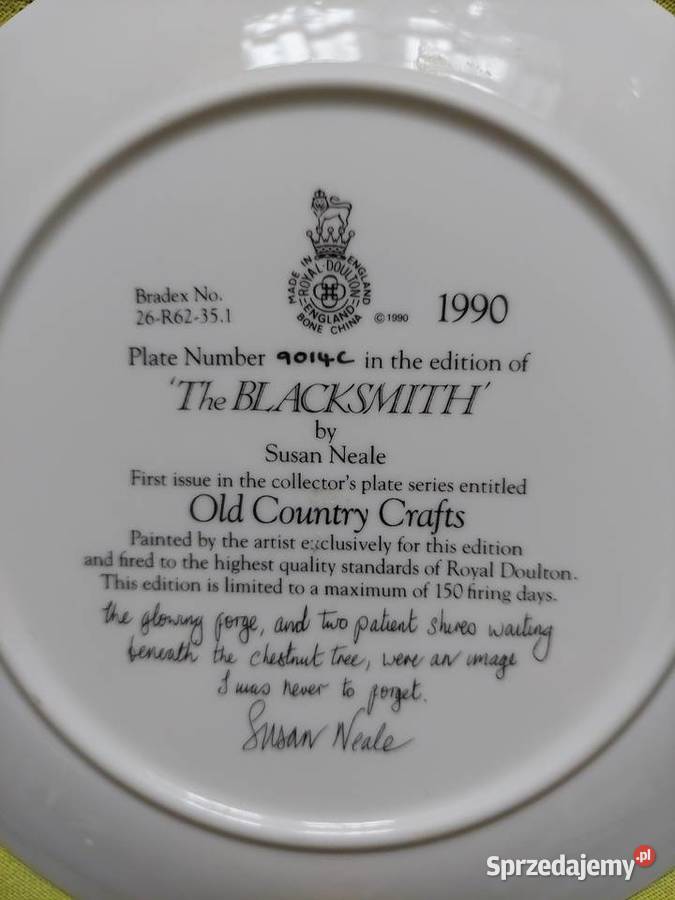 MADE IN ENGLAND
ROYAL·DOULTON
ENGLAND
BONE CHINA
©1990
Bradex No.
26-R62-35.1
1990
Plate Number 9014C in the edition of
'The BLACKSMITH'
by
Susan Neale
First issue in the collector's plate series entitled
Old Country Crafts
Painted by the artist exclusively for this edition
and fired to the highest quality standards of Royal Doulton.
This edition is limited to a maximum of 150 firing days.
the glowing forge, and two patient shires waiting
beneath the chestnut tree, were an image
I was never to forget.
Susan Neale
Sprzedajemy.pl